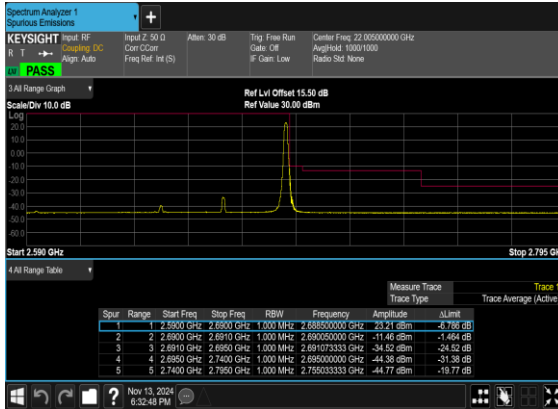 Spectrum Analyzer 1
Spurious Emissions
KEYSIGHT Input: RF Input Z: 50 Ω Atten: 30 dB Trig: Free Run Center Freq: 22.005000000 GHz
R T Coupling: DC Corr CCorr Gate: Off Avg|Hold: 1000/1000
Align: Auto Freq Ref: Int (S) IF Gain: Low Radio Std: None
PASS
3 All Range Graph
Ref Lvl Offset 15.50 dB
Scale/Div 10.0 dB Ref Value 30.00 dBm
Log
20.0
10.0
0.00
-10.0
-20.0
-30.0
-40.0
-50.0
-60.0
Start 2.590 GHz Stop 2.795 GH
4 All Range Table
Measure Trace Trace 1
Trace Type Trace Average (Active
Spur Range Start Freq Stop Freq RBW Frequency Amplitude ΔLimit
1 1 2.5900 GHz 2.6900 GHz 1.000 MHz 2.688500000 GHz 23.21 dBm -6.786 dB
2 2 2.6900 GHz 2.6910 GHz 1.000 MHz 2.690050000 GHz -11.46 dBm -1.464 dB
3 3 2.6910 GHz 2.6950 GHz 1.000 MHz 2.691073333 GHz -34.52 dBm -24.52 dB
4 4 2.6950 GHz 2.7400 GHz 1.000 MHz 2.695000000 GHz -44.38 dBm -31.38 dB
5 5 2.7400 GHz 2.7950 GHz 1.000 MHz 2.755033333 GHz -44.77 dBm -19.77 dB
Nov 13, 2024
6:32:48 PM